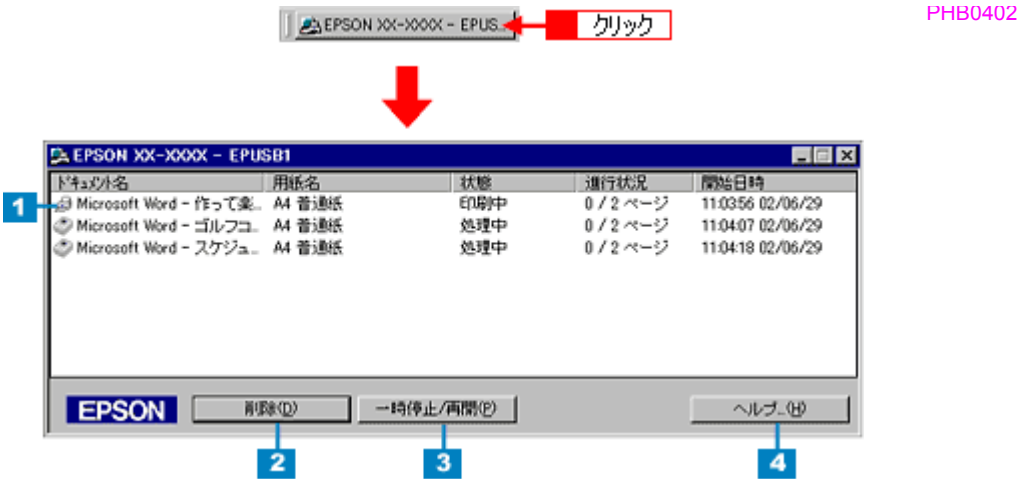 PHB0402
EPSON XX-XXXX - EPUS... クリック
EPSON XX-XXXX - EPUSB1
ドキュメント名 用紙名 状態 進行状況 開始日時
1 Microsoft Word - 作って楽... A4 普通紙 印刷中 0 / 2 ページ 11:03:56 02/06/29
Microsoft Word - ゴルフコ... A4 普通紙 処理中 0 / 2 ページ 11:04:07 02/06/29
Microsoft Word - スケジュ... A4 普通紙 処理中 0 / 2 ページ 11:04:18 02/06/29
EPSON 削除(D) 一時停止/再開(P) ヘルプ...(H)
2 3 4